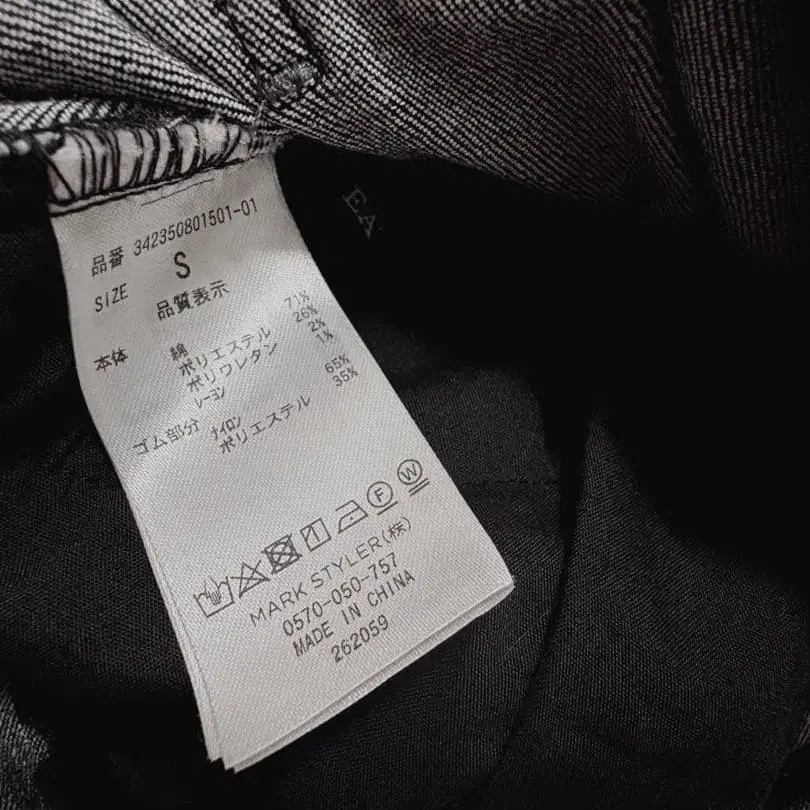 品番 342350801501-01
SIZE S
品質表示
本体 綿 71%
ポリエステル 26%
ポリウレタン 2%
レーヨン 1%
ゴム部分 ナイロン 65%
ポリエステル 35%
F W
MARK STYLER(株)
0570-050-757
MADE IN CHINA
262059
EA